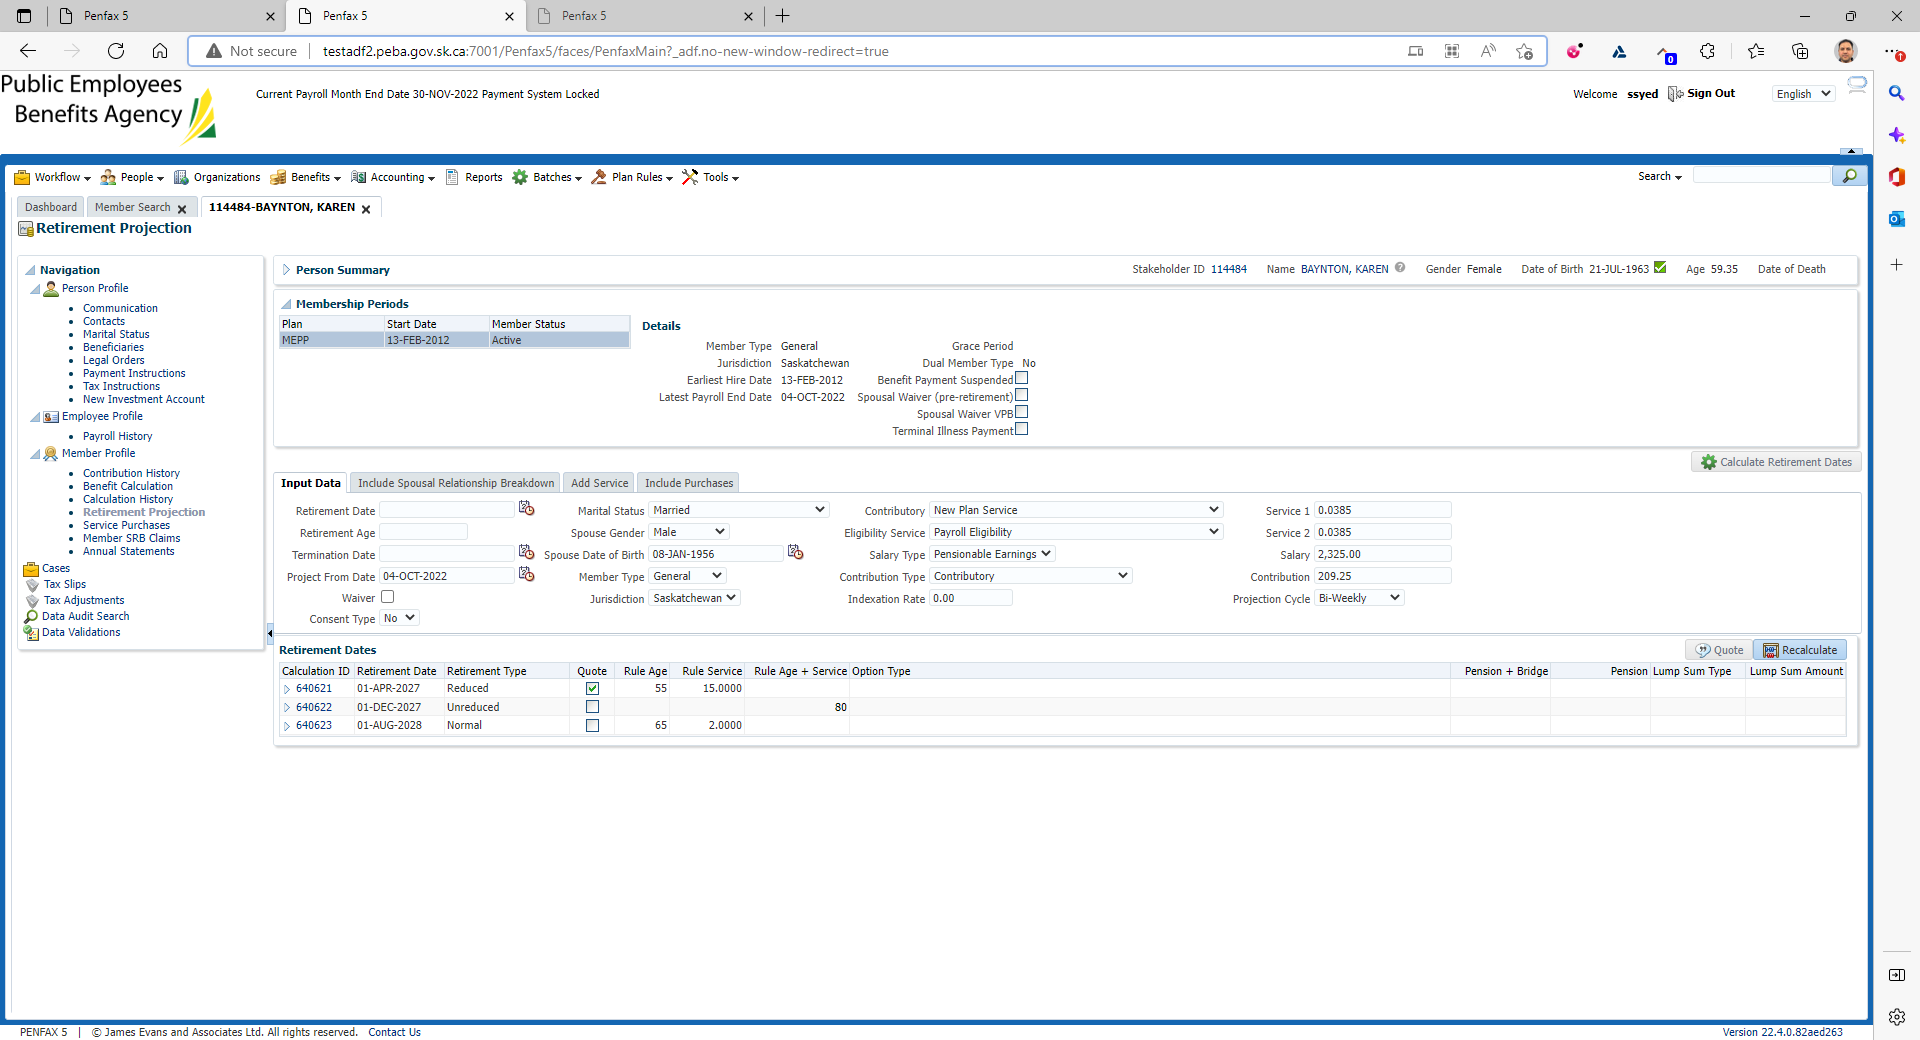 Penfax 5
Penfax 5
Penfax 5
Not secure
testadf2.peba.gov.sk.ca:7001/Penfax5/faces/PenfaxMain?_adf.no-new-window-redirect=true
0
1
Public Employees
Benefits Agency
Current Payroll Month End Date 30-NOV-2022 Payment System Locked
Welcome ssyed Sign Out English
Workflow People Organizations Benefits Accounting Reports Batches Plan Rules Tools Search
Dashboard Member Search 114484-BAYNTON, KAREN
Retirement Projection
Navigation
Person Profile
Communication
Contacts
Marital Status
Beneficiaries
Legal Orders
Payment Instructions
Tax Instructions
New Investment Account
Employee Profile
Payroll History
Member Profile
Contribution History
Benefit Calculation
Calculation History
Retirement Projection
Service Purchases
Member SRB Claims
Annual Statements
Cases
Tax Slips
Tax Adjustments
Data Audit Search
Data Validations
Person Summary Stakeholder ID 114484 Name BAYNTON, KAREN Gender Female Date of Birth 21-JUL-1963 Age 59.35 Date of Death
Membership Periods
Plan Start Date Member Status
MEPP 13-FEB-2012 Active
Details
Member Type General Grace Period
Jurisdiction Saskatchewan Dual Member Type No
Earliest Hire Date 13-FEB-2012 Benefit Payment Suspended
Latest Payroll End Date 04-OCT-2022 Spousal Waiver (pre-retirement)
Spousal Waiver VPB
Terminal Illness Payment
Calculate Retirement Dates
Input Data Include Spousal Relationship Breakdown Add Service Include Purchases
Retirement Date Marital Status Married Contributory New Plan Service Service 1 0.0385
Retirement Age Spouse Gender Male Eligibility Service Payroll Eligibility Service 2 0.0385
Termination Date Spouse Date of Birth 08-JAN-1956 Salary Type Pensionable Earnings Salary 2,325.00
Project From Date 04-OCT-2022 Member Type General Contribution Type Contributory Contribution 209.25
Waiver Jurisdiction Saskatchewan Indexation Rate 0.00 Projection Cycle Bi-Weekly
Consent Type No
Retirement Dates Quote Recalculate
Calculation ID Retirement Date Retirement Type Quote Rule Age Rule Service Rule Age + Service Option Type Pension + Bridge Pension Lump Sum Type Lump Sum Amount
640621 01-APR-2027 Reduced 55 15.0000
640622 01-DEC-2027 Unreduced 80
640623 01-AUG-2028 Normal 65 2.0000
PENFAX 5 | © James Evans and Associates Ltd. All rights reserved. Contact Us Version 22.4.0.82aed263